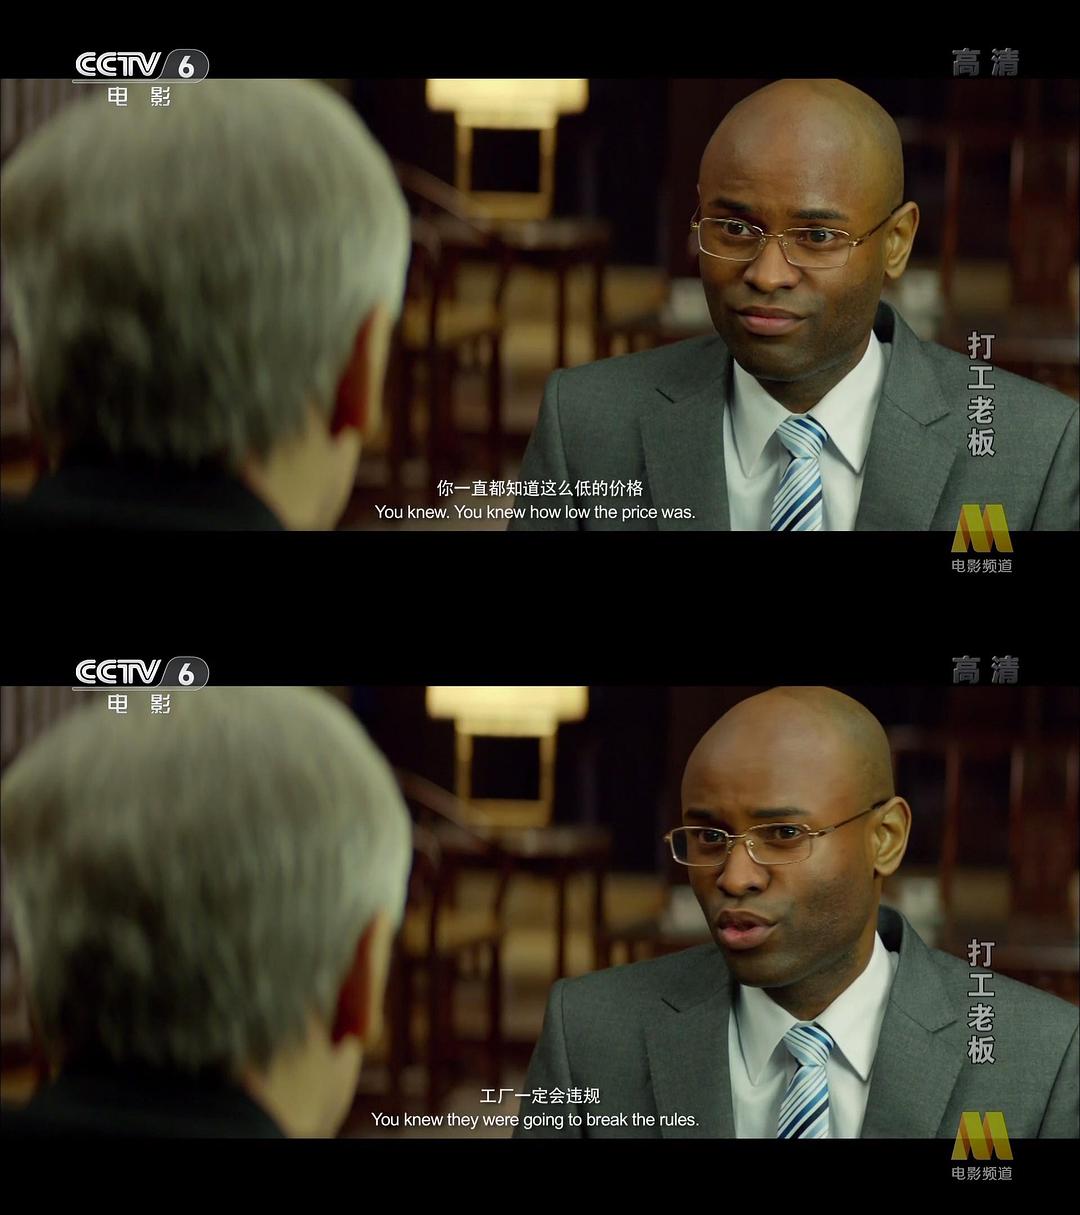 CCTV 6
高清
电影
打工老板
你一直都知道这么低的价格
You knew. You knew how low the price was.
电影频道
CCTV 6
高清
电影
打工老板
工厂一定会违规
You knew they were going to break the rules.
电影频道